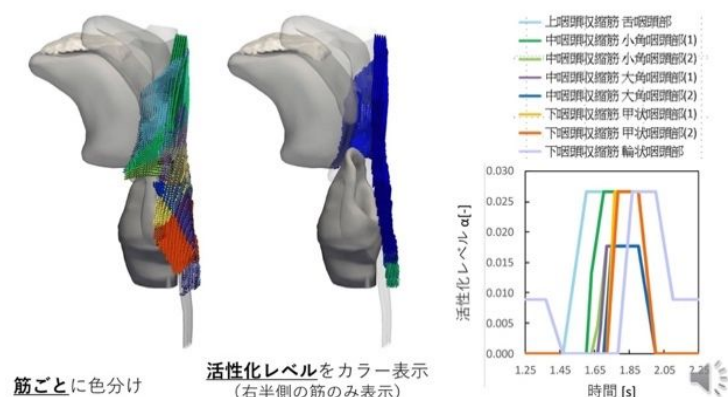 上咽頭収縮筋 舌咽頭部
中咽頭収縮筋 小角咽頭部(1)
中咽頭収縮筋 小角咽頭部(2)
中咽頭収縮筋 大角咽頭部(1)
中咽頭収縮筋 大角咽頭部(2)
下咽頭収縮筋 甲状咽頭部(1)
下咽頭収縮筋 甲状咽頭部(2)
下咽頭収縮筋 輪状咽頭部
0.030
0.025
0.020
0.015
0.010
0.005
0.000
活性化レベル α[-]
1.25 1.45 1.65 1.85 2.05 2.25
時間 [s]
筋ごとに色分け
活性化レベルをカラー表示
(右半側の筋のみ表示)